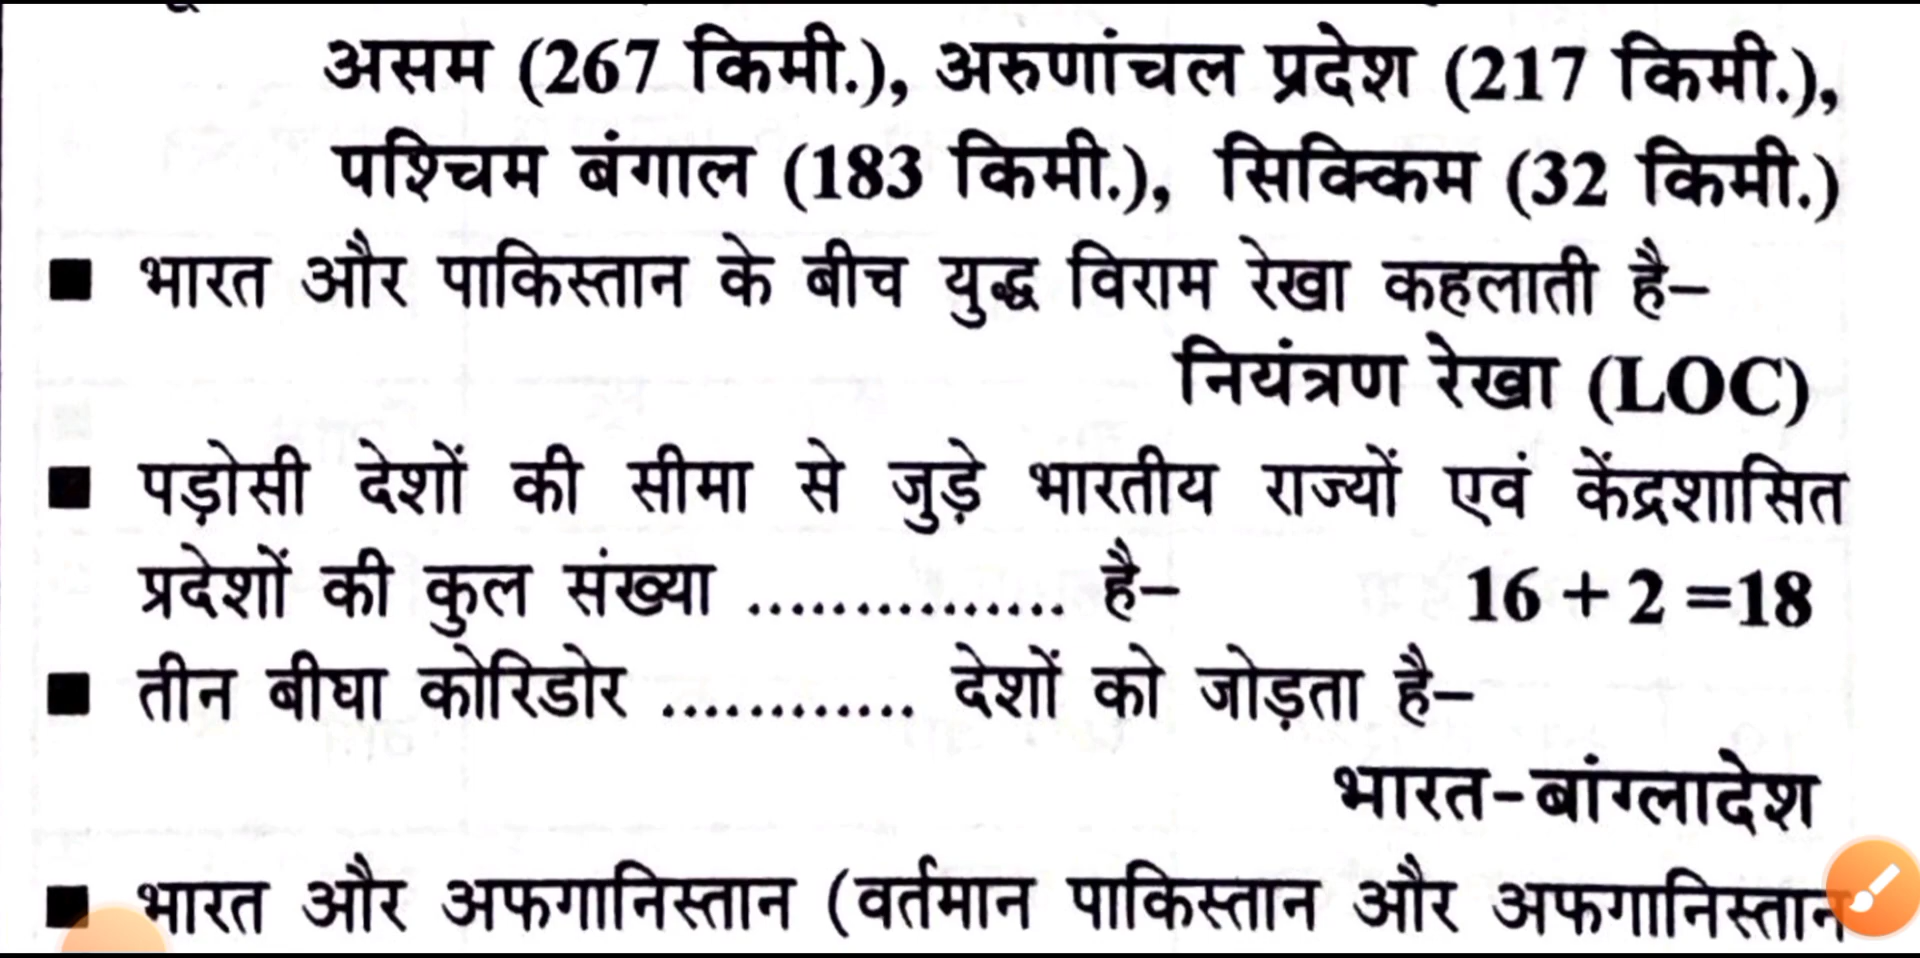 असम (267 किमी.), अरुणांचल प्रदेश (217 किमी.),
पश्चिम बंगाल (183 किमी.), सिक्किम (32 किमी.)
■ भारत और पाकिस्तान के बीच युद्ध विराम रेखा कहलाती है–
नियंत्रण रेखा (LOC)
■ पड़ोसी देशों की सीमा से जुड़े भारतीय राज्यों एवं केंद्रशासित
प्रदेशों की कुल संख्या ............... है– 16 + 2 =18
■ तीन बीघा कोरिडोर ............ देशों को जोड़ता है–
भारत-बांग्लादेश
■ भारत और अफगानिस्तान (वर्तमान पाकिस्तान और अफगानिस्तान